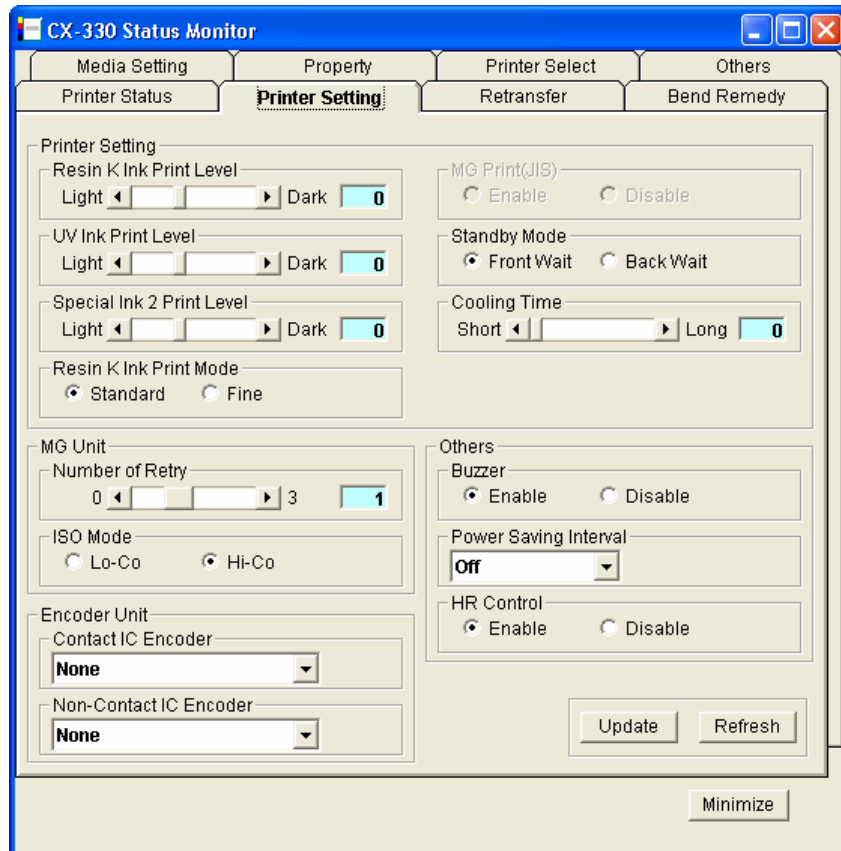 CX-330 Status Monitor
Media Setting Property Printer Select Others
Printer Status Printer Setting Retransfer Bend Remedy
Printer Setting
Resin K Ink Print Level
Light Dark 0
UV Ink Print Level
Light Dark 0
Special Ink 2 Print Level
Light Dark 0
Resin K Ink Print Mode
Standard Fine
MG Print(JIS)
Enable Disable
Standby Mode
Front Wait Back Wait
Cooling Time
Short Long 0
MG Unit
Number of Retry
0 3 1
ISO Mode
Lo-Co Hi-Co
Encoder Unit
Contact IC Encoder
None
Non-Contact IC Encoder
None
Others
Buzzer
Enable Disable
Power Saving Interval
Off
HR Control
Enable Disable
Update Refresh
Minimize